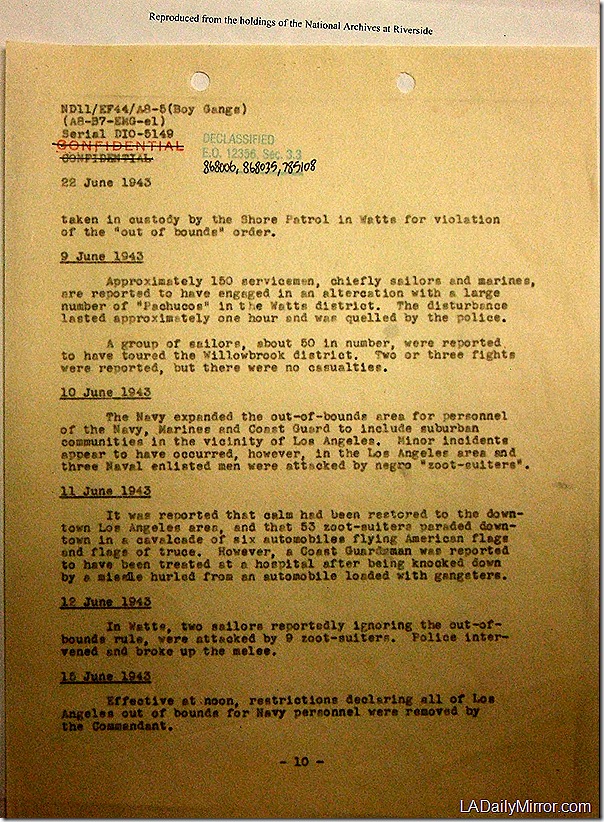 Reproduced from the holdings of the National Archives at Riverside
ND11/EF44/A8-5(Boy Gangs)
(A8-B7-EMG-el)
Serial DIO-5149
CONFIDENTIAL
CONFIDENTIAL
DECLASSIFIED
E.O. 12356, Sec. 3.3
868006, 868035, 785108
22 June 1943
taken in custody by the Shore Patrol in Watts for violation
of the "out of bounds" order.
9 June 1943
Approximately 150 servicemen, chiefly sailors and marines,
are reported to have engaged in an altercation with a large
number of "Pachucos" in the Watts district. The disturbance
lasted approximately one hour and was quelled by the police.
A group of sailors, about 50 in number, were reported
to have toured the Willowbrook district. Two or three fights
were reported, but there were no casualties.
10 June 1943
The Navy expanded the out-of-bounds area for personnel
of the Navy, Marines and Coast Guard to include suburban
communities in the vicinity of Los Angeles. Minor incidents
appear to have occurred, however, in the Los Angeles area and
three Naval enlisted men were attacked by negro "zoot-suiters".
11 June 1943
It was reported that calm had been restored to the down-
town Los Angeles area, and that 53 zoot-suiters paraded down-
town in a cavalcade of six automobiles flying American flags
and flags of truce. However, a Coast Guardsman was reported
to have been treated at a hospital after being knocked down
by a missle hurled from an automobile loaded with gangsters.
12 June 1943
In Watts, two sailors reportedly ignoring the out-of-
bounds rule, were attacked by 9 zoot-suiters. Police inter-
vened and broke up the melee.
15 June 1943
Effective at noon, restrictions declaring all of Los
Angeles out of bounds for Navy personnel were removed by
the Commandant.
- 10 -
LADailyMirror.com